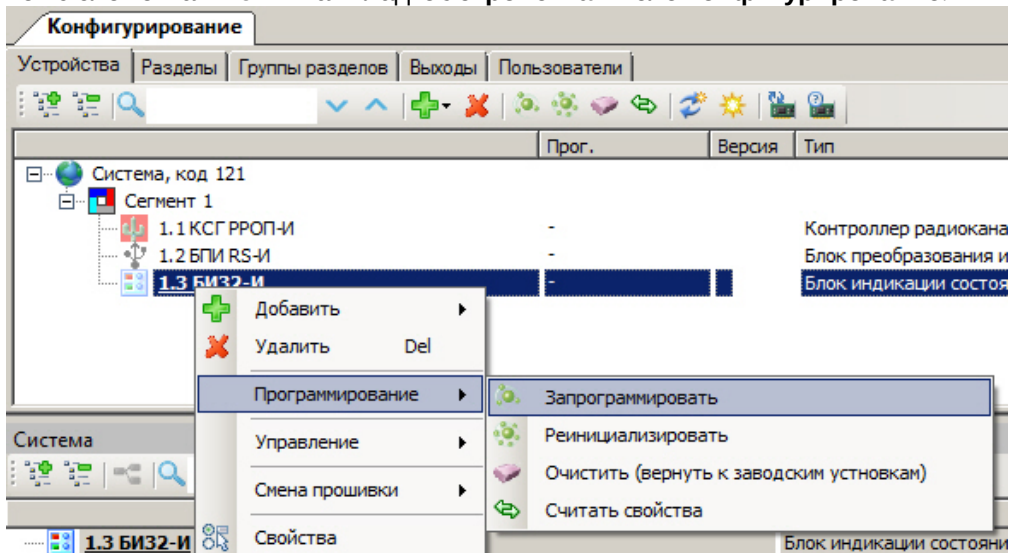 Конфигурирование
Устройства Разделы Группы разделов Выходы Пользователи
Прог. Версия Тип
Система, код 121
Сегмент 1
1.1 КСГ РРОП-И - Контроллер радиокана
1.2 БПИ RS-И - Блок преобразования и
1.3 БИ32-И - Блок индикации состоя
Добавить
Удалить Del
Программирование Запрограммировать
Система Управление Реинициализировать
Очистить (вернуть к заводским устновкам)
Смена прошивки Считать свойства
1.3 БИ32-И Свойства Блок индикации состояни